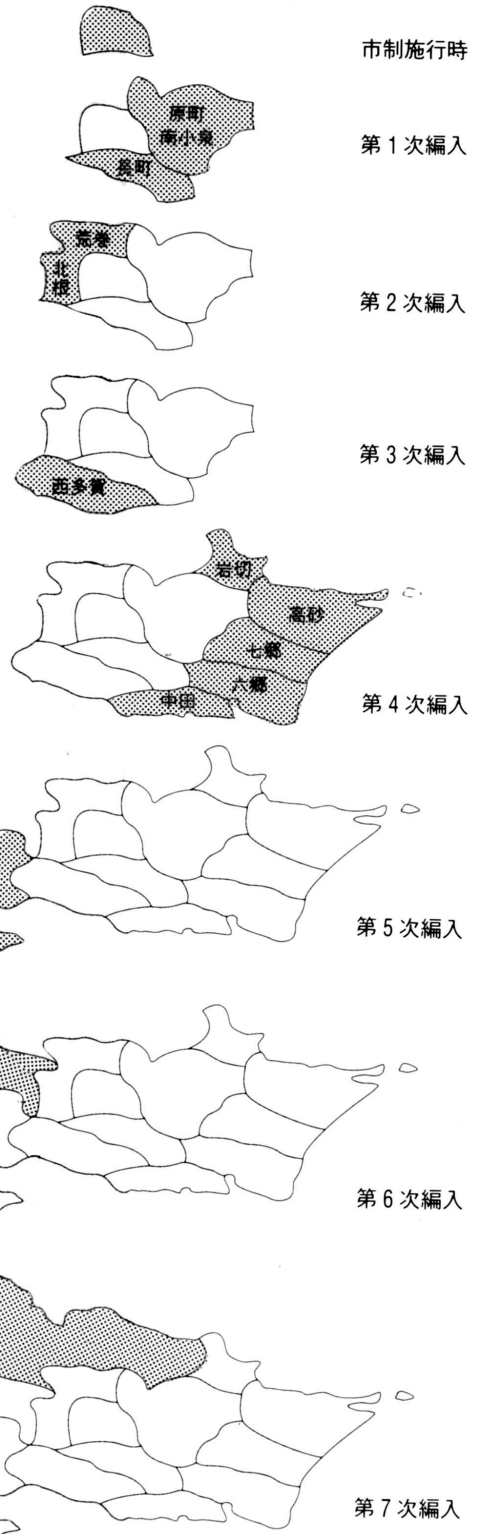 市制施行時
原町
南小泉
長町
第1次編入
荒巻
北根
第2次編入
西多賀
第3次編入
岩切
高砂
七郷
六郷
中田
第4次編入
第5次編入
第6次編入
第7次編入